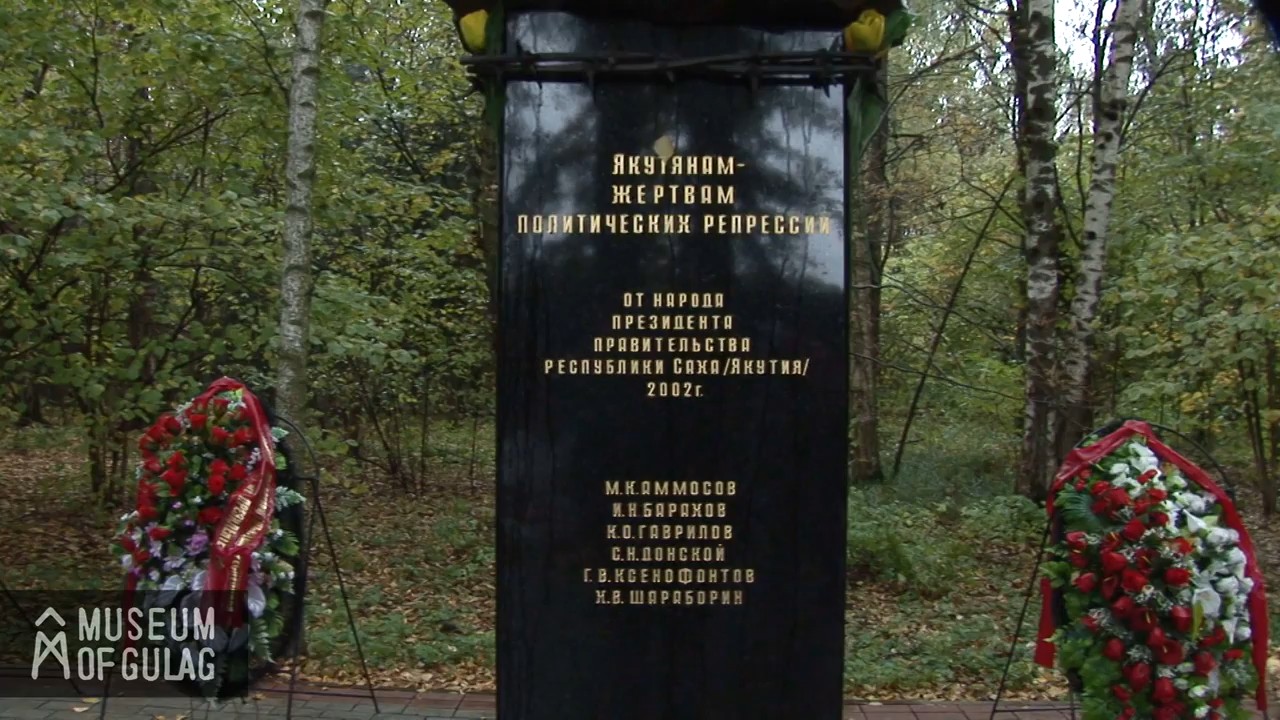 Якутянам-
жертвам
политических репрессий
от народа
президента
правительства
республики Саха/Якутия/
2002г.
М.К.Аммосов
И.Н.Барахов
К.О.Гаврилов
С.Н.Донской
Г.В.Ксенофонтов
Х.В.Шараборин
MUSEUM
OF GULAG